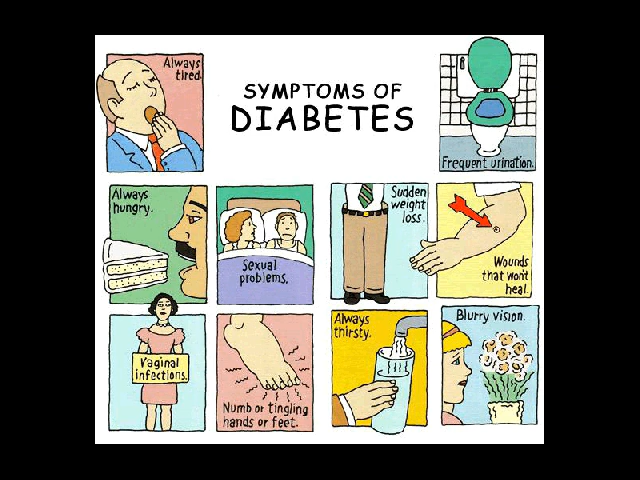 Always
tired.
SYMPTOMS OF
DIABETES
Frequent urination.
Always
hungry.
Sexual
problems.
Sudden
weight
loss.
Wounds
that won't
heal.
Vaginal
infections.
Numb or tingling
hands or feet.
Always
thirsty.
Blurry vision.